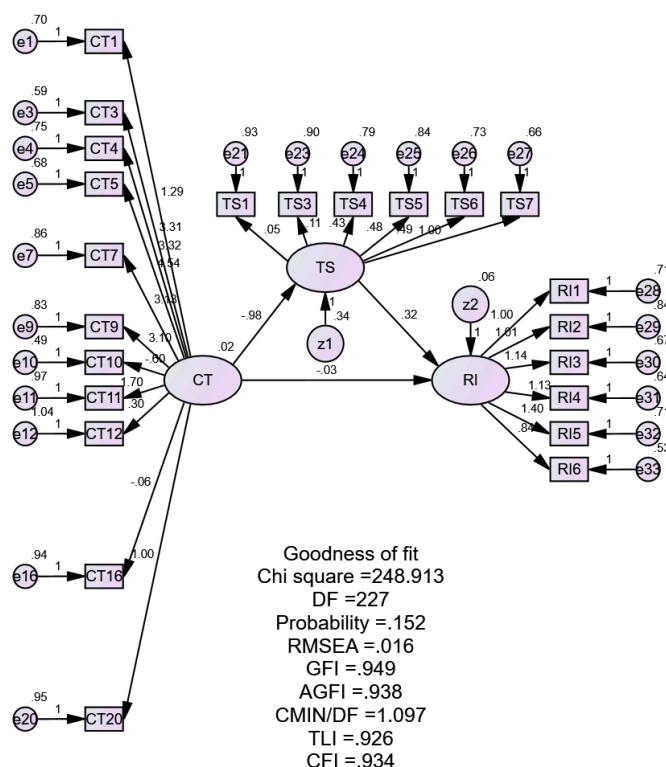 .70
e1 1 CT1
.59
e3 1 CT3
.75
e4 1 CT4
.68
e5 1 CT5
.86
e7 1 CT7
.83
e9 1 CT9
.49
e10 1 CT10
.97
e11 1 CT11
1.04
e12 1 CT12
.94
e16 1 CT16
.95
e20 1 CT20
1.29
3.31
3.32
4.54
3.10
-.60
1.70
.30
-.06
1.00
.02
CT
.93 .90 .79 .84 .73 .66
e21 e23 e24 e25 e26 e27
1 1 1 1 1 1
TS1 TS3 TS4 TS5 TS6 TS7
.05 .11 .43 .48 .49 1.00
TS
-.98
1
.34
z1
.32
-.03
.06
z2
1
RI
1.00
1.01
1.14
1.13
1.40
.84
RI1 1 e28
RI2 1 e29
RI3 1 e30
RI4 1 e31
RI5 1 e32
RI6 1 e33
Goodness of fit
Chi square =248.913
DF =227
Probability =.152
RMSEA =.016
GFI =.949
AGFI =.938
CMIN/DF =1.097
TLI =.926
CFI =.934